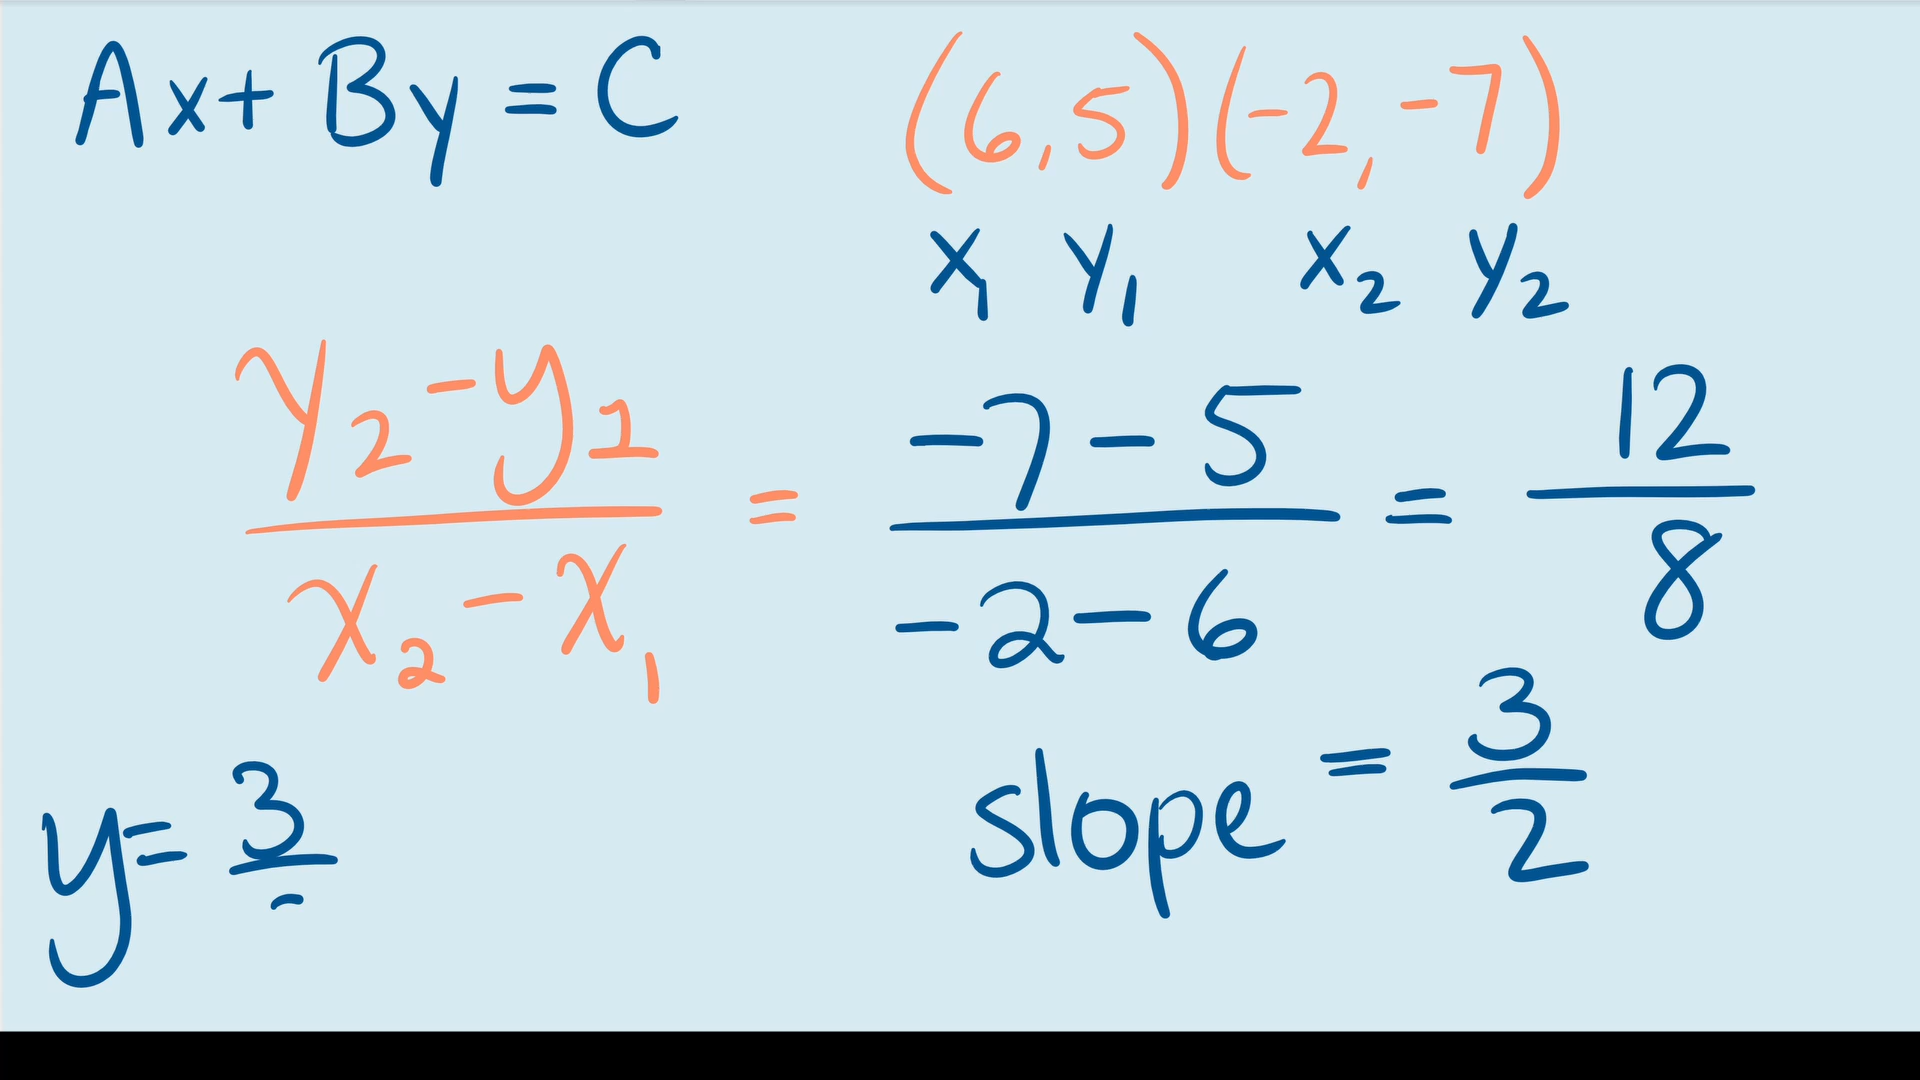 Ax + By = C
(6, 5) (-2, -7)
x₁ y₁ x₂ y₂
y₂ - y₁ / x₂ - x₁ = -7 - 5 / -2 - 6 = 12 / 8
slope = 3 / 2
y = 3 /